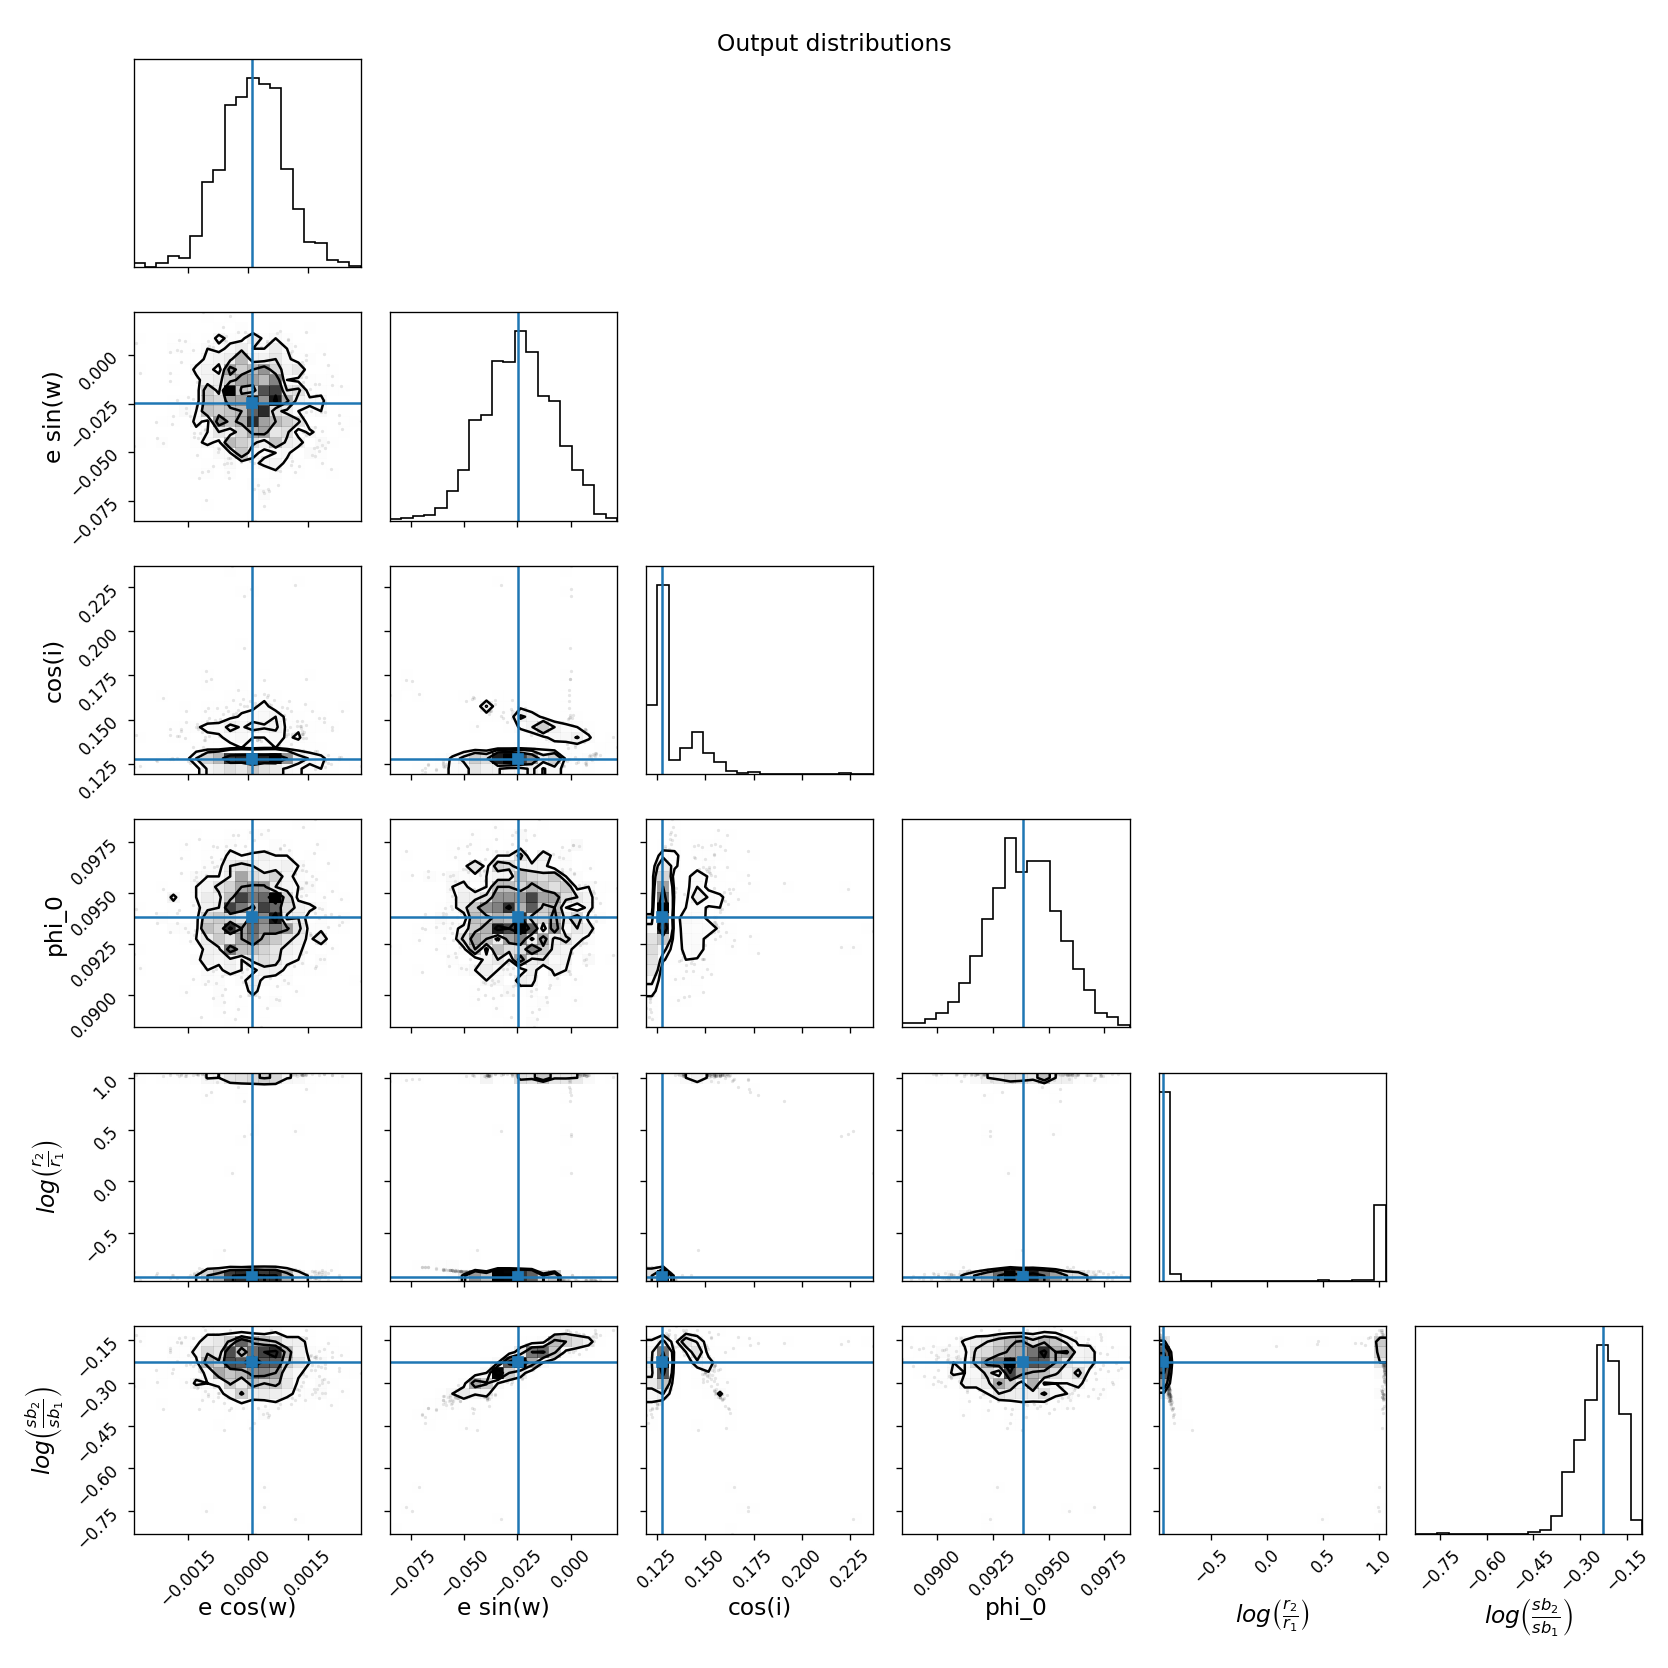 Output distributions
e sin(w)
0.000
−0.025
−0.050
−0.075
cos(i)
0.225
0.200
0.175
0.150
0.125
phi_0
0.0975
0.0950
0.0925
0.0900
log(r2/r1)
1.0
0.5
0.0
−0.5
log(sb2/sb1)
−0.15
−0.30
−0.45
−0.60
−0.75
−0.0015 0.0000 0.0015
−0.075 −0.050 −0.025 0.000
0.125 0.150 0.175 0.200 0.225
0.0900 0.0925 0.0950 0.0975
−0.5 0.0 0.5 1.0
−0.75 −0.60 −0.45 −0.30 −0.15
e cos(w) e sin(w) cos(i) phi_0 log(r2/r1) log(sb2/sb1)